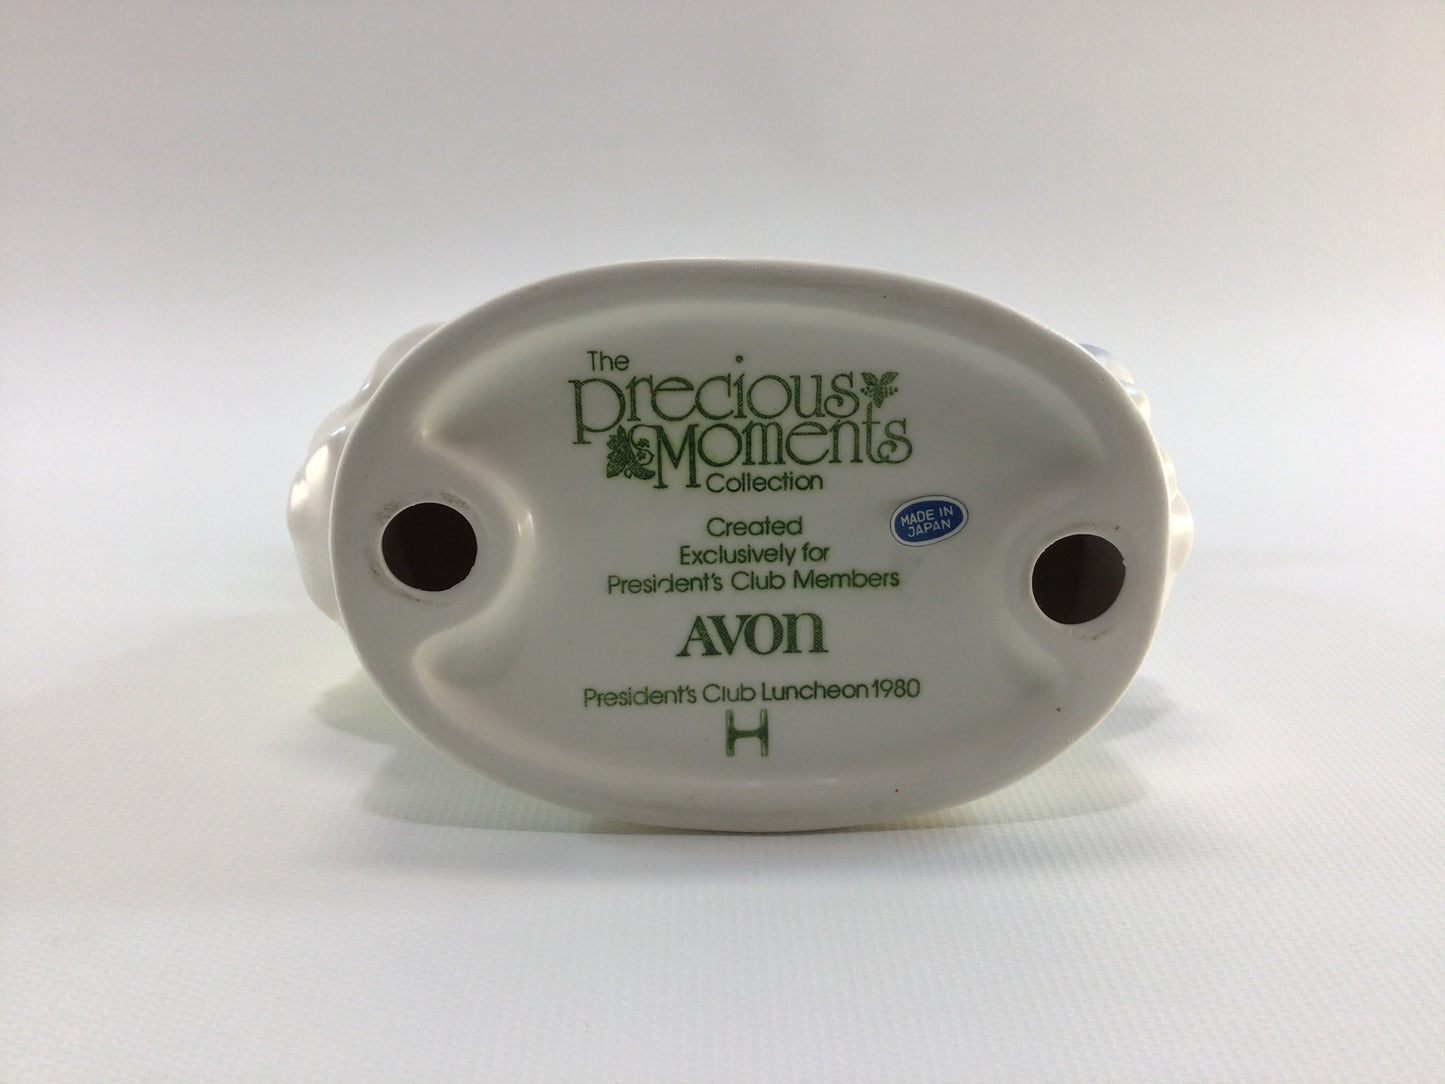 The
Precious
Moments
Collection
Created
Exclusively for
President's Club Members
AVON
President's Club Luncheon 1980
H
MADE IN
JAPAN